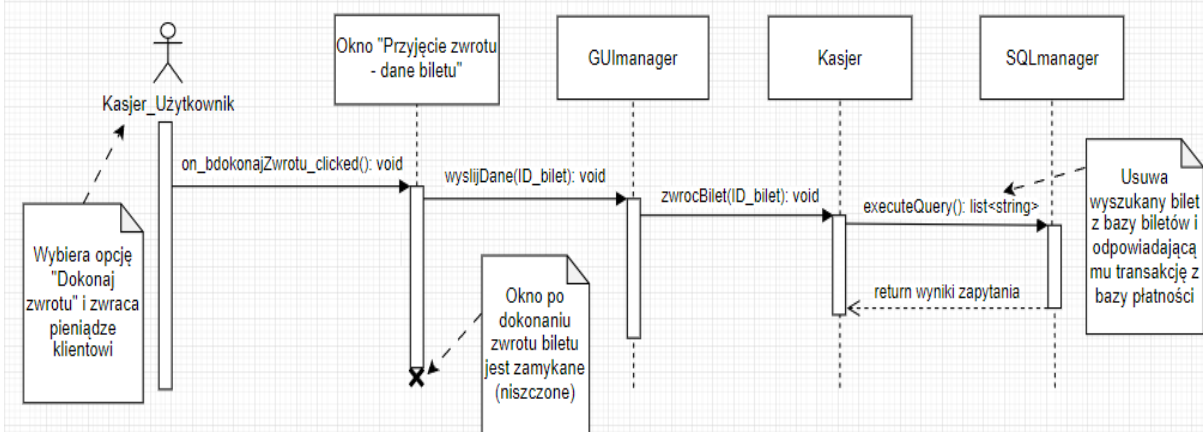 Kasjer_Użytkownik
Okno "Przyjęcie zwrotu
- dane biletu"
GUImanager
Kasjer
SQLmanager
on_bdokonajZwrotu_clicked(): void
wyslijDane(ID_bilet): void
zwrocBilet(ID_bilet): void
executeQuery(): list<string>
return wyniki zapytania
Wybiera opcję
"Dokonaj
zwrotu" i zwraca
pieniądze
klientowi
Okno po
dokonaniu
zwrotu biletu
jest zamykane
(niszczone)
Usuwa
wyszukany bilet
z bazy biletów i
odpowiadającą
mu transakcję z
bazy płatności